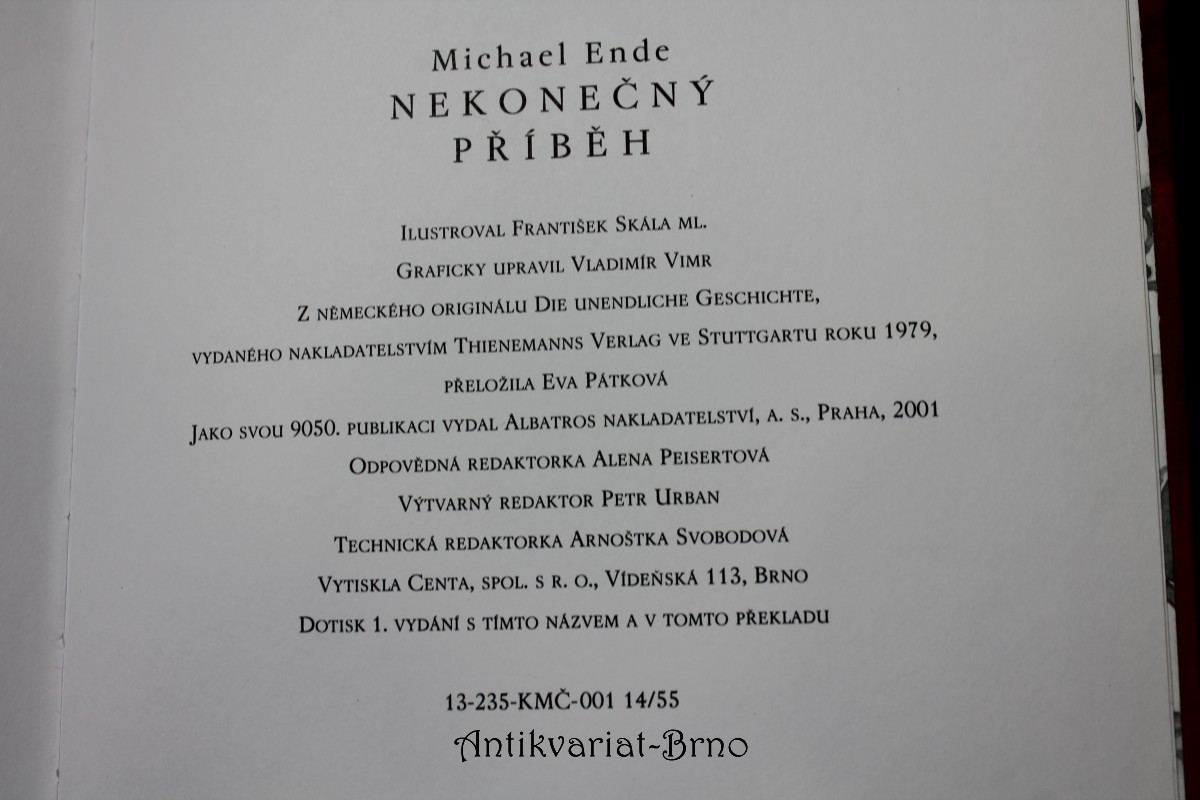 Michael Ende
NEKONEČNÝ
PŘÍBĚH
Ilustroval František Skála ml.
Graficky upravil Vladimír Vimr
Z německého originálu Die unendliche Geschichte,
vydaného nakladatelstvím Thienemanns Verlag ve Stuttgartu roku 1979,
přeložila Eva Pátková
Jako svou 9050. publikaci vydal Albatros nakladatelství, a. s., Praha, 2001
Odpovědná redaktorka Alena Peisertová
Výtvarný redaktor Petr Urban
Technická redaktorka Arnoštka Svobodová
Vytiskla Centa, spol. s r. o., Vídeňská 113, Brno
Dotisk 1. vydání s tímto názvem a v tomto překladu
13-235-KMČ-001 14/55
Antikvariat-Brno